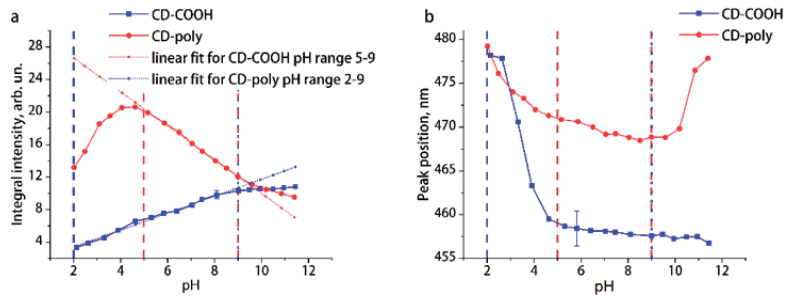 a
CD-COOH
CD-poly
linear fit for CD-COOH pH range 5-9
linear fit for CD-poly pH range 2-9
Integral intensity, arb. un.
28
24
20
16
12
8
4
2 4 6 8 10 12
pH
b
CD-COOH
CD-poly
Peak position, nm
480
475
470
465
460
455
2 4 6 8 10 12
pH